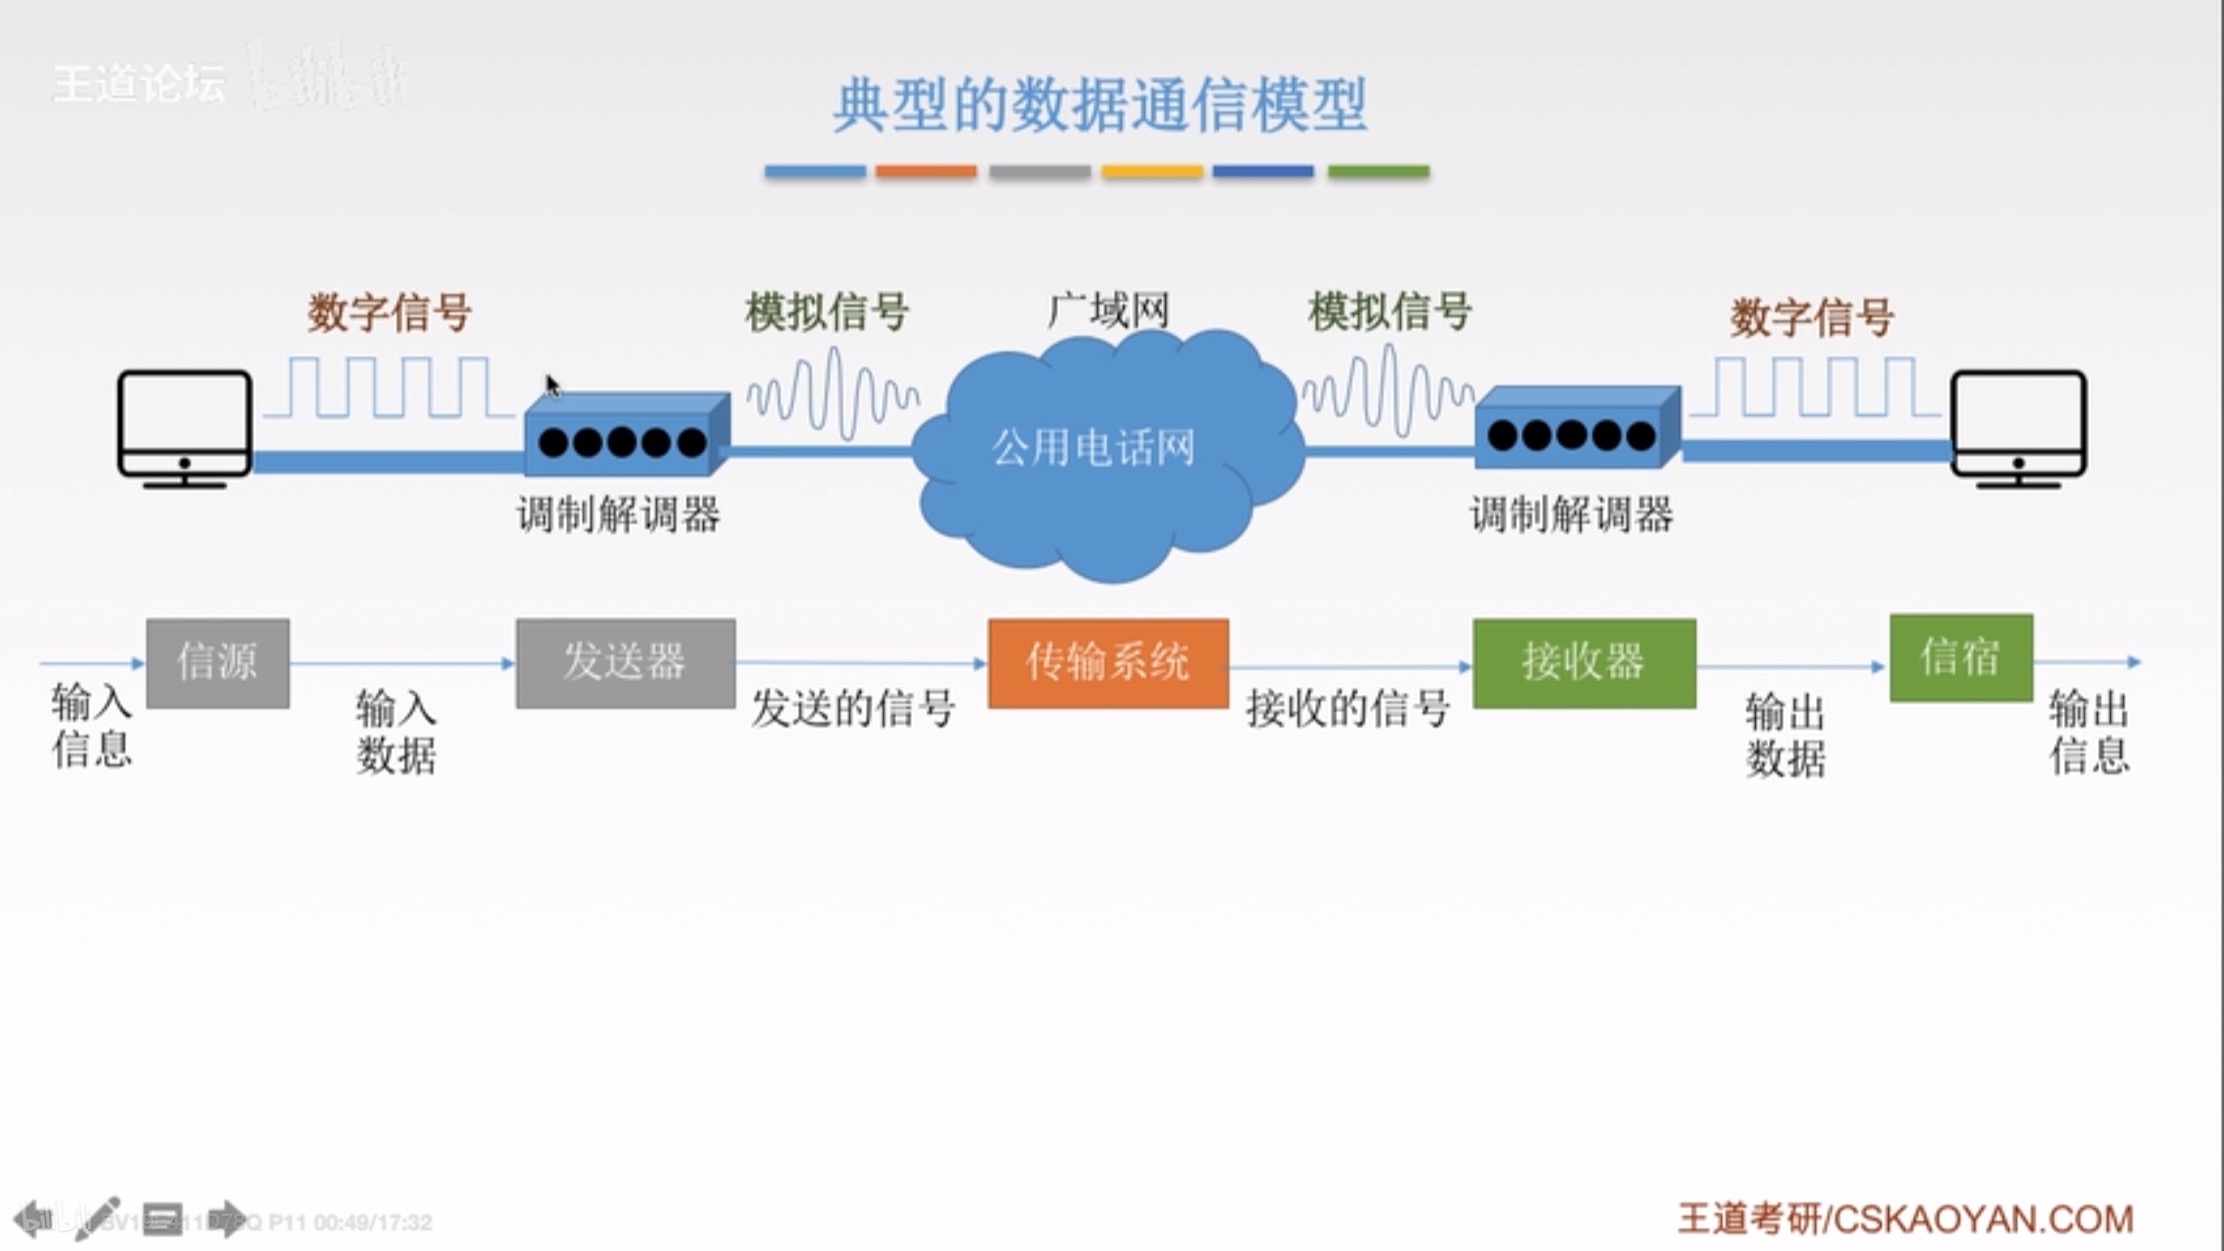 王道论坛 bilibili
典型的数据通信模型
数字信号 模拟信号 广域网 模拟信号 数字信号
公用电话网
调制解调器 调制解调器
信源 发送器 传输系统 接收器 信宿
输入信息 输入数据 发送的信号 接收的信号 输出数据 输出信息
P11 00:49/17:32
王道考研/CSKAOYAN.COM